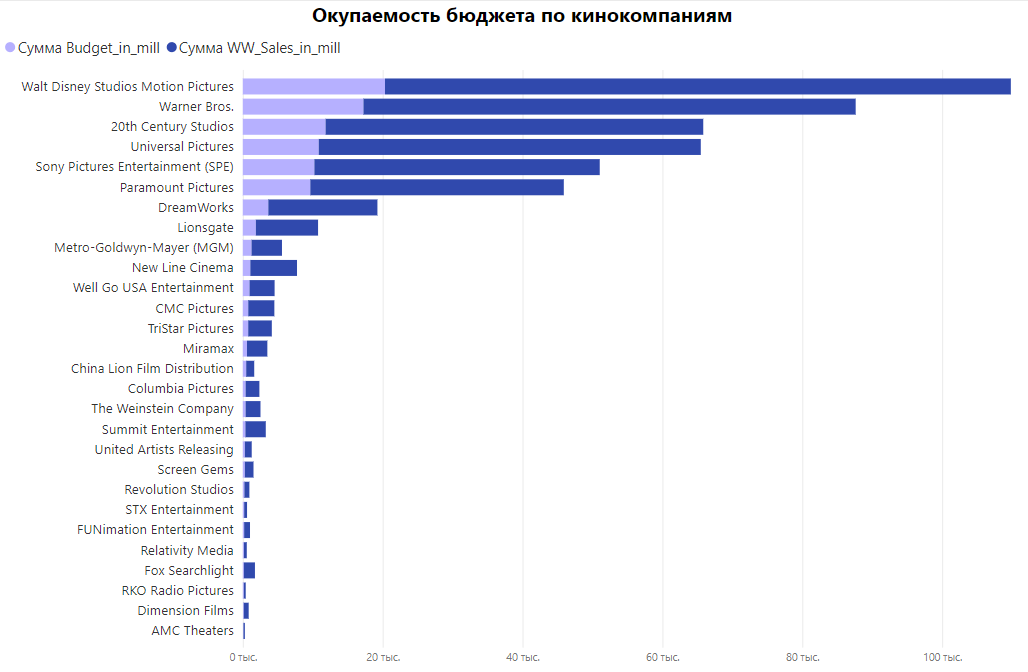 Окупаемость бюджета по кинокомпаниям
Сумма Budget_in_mill Сумма WW_Sales_in_mill
Walt Disney Studios Motion Pictures
Warner Bros.
20th Century Studios
Universal Pictures
Sony Pictures Entertainment (SPE)
Paramount Pictures
DreamWorks
Lionsgate
Metro-Goldwyn-Mayer (MGM)
New Line Cinema
Well Go USA Entertainment
CMC Pictures
TriStar Pictures
Miramax
China Lion Film Distribution
Columbia Pictures
The Weinstein Company
Summit Entertainment
United Artists Releasing
Screen Gems
Revolution Studios
STX Entertainment
FUNimation Entertainment
Relativity Media
Fox Searchlight
RKO Radio Pictures
Dimension Films
AMC Theaters
0 тыс. 20 тыс. 40 тыс. 60 тыс. 80 тыс. 100 тыс.